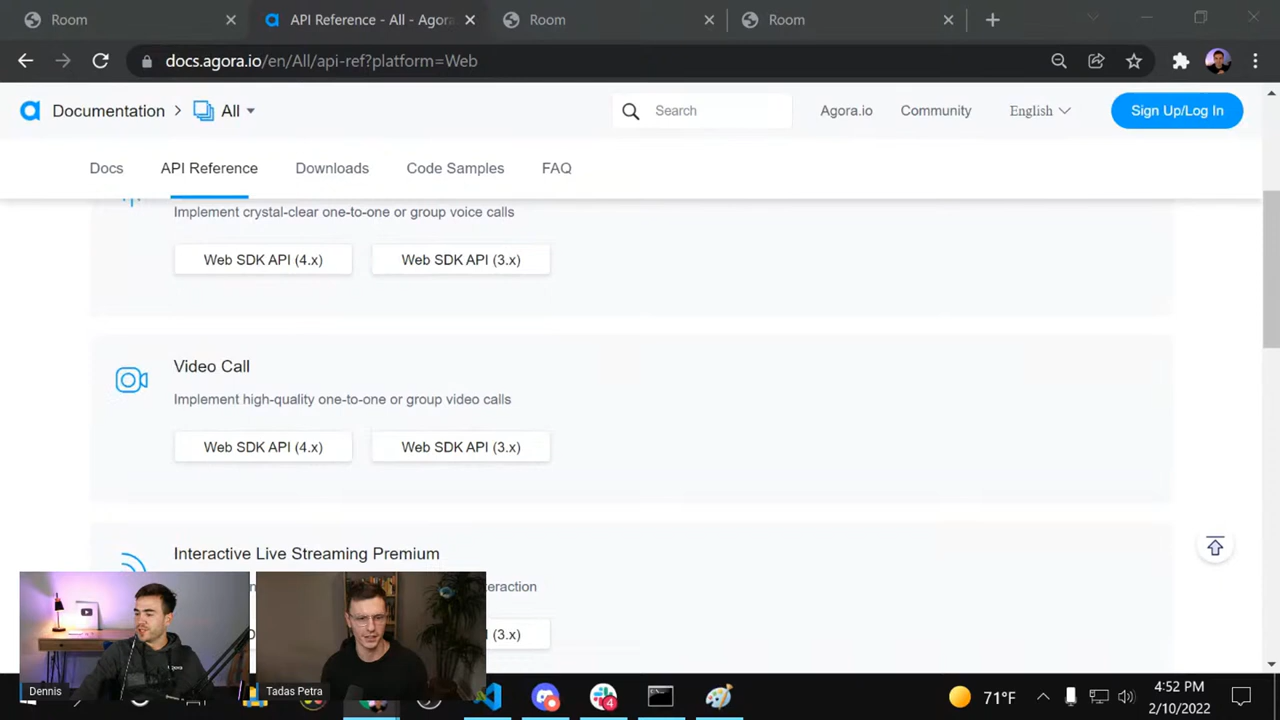 Room
API Reference - All - Agora
Room
Room
docs.agora.io/en/All/api-ref?platform=Web
Documentation
All
Search
Agora.io
Community
English
Sign Up/Log In
Docs
API Reference
Downloads
Code Samples
FAQ
Implement crystal-clear one-to-one or group voice calls
Web SDK API (4.x)
Web SDK API (3.x)
Video Call
Implement high-quality one-to-one or group video calls
Web SDK API (4.x)
Web SDK API (3.x)
Interactive Live Streaming Premium
(3.x)
Dennis
Tadas Petra
4
71°F
4:52 PM
2/10/2022